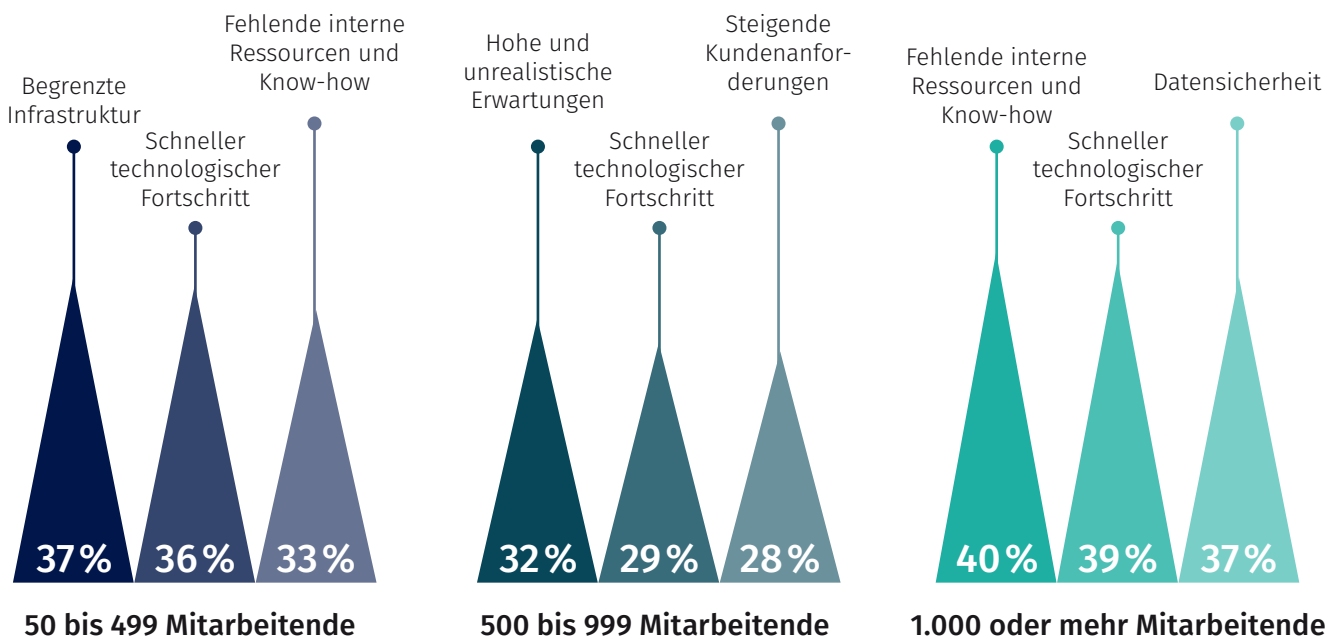 Begrenzte
Infrastruktur
Schneller
technologischer
Fortschritt
Fehlende interne
Ressourcen und
Know-how
37 %
36 %
33 %
50 bis 499 Mitarbeitende
Hohe und
unrealistische
Erwartungen
Schneller
technologischer
Fortschritt
Steigende
Kundenanfor-
derungen
32 %
29 %
28 %
500 bis 999 Mitarbeitende
Fehlende interne
Ressourcen und
Know-how
Schneller
technologischer
Fortschritt
Datensicherheit
40 %
39 %
37 %
1.000 oder mehr Mitarbeitende